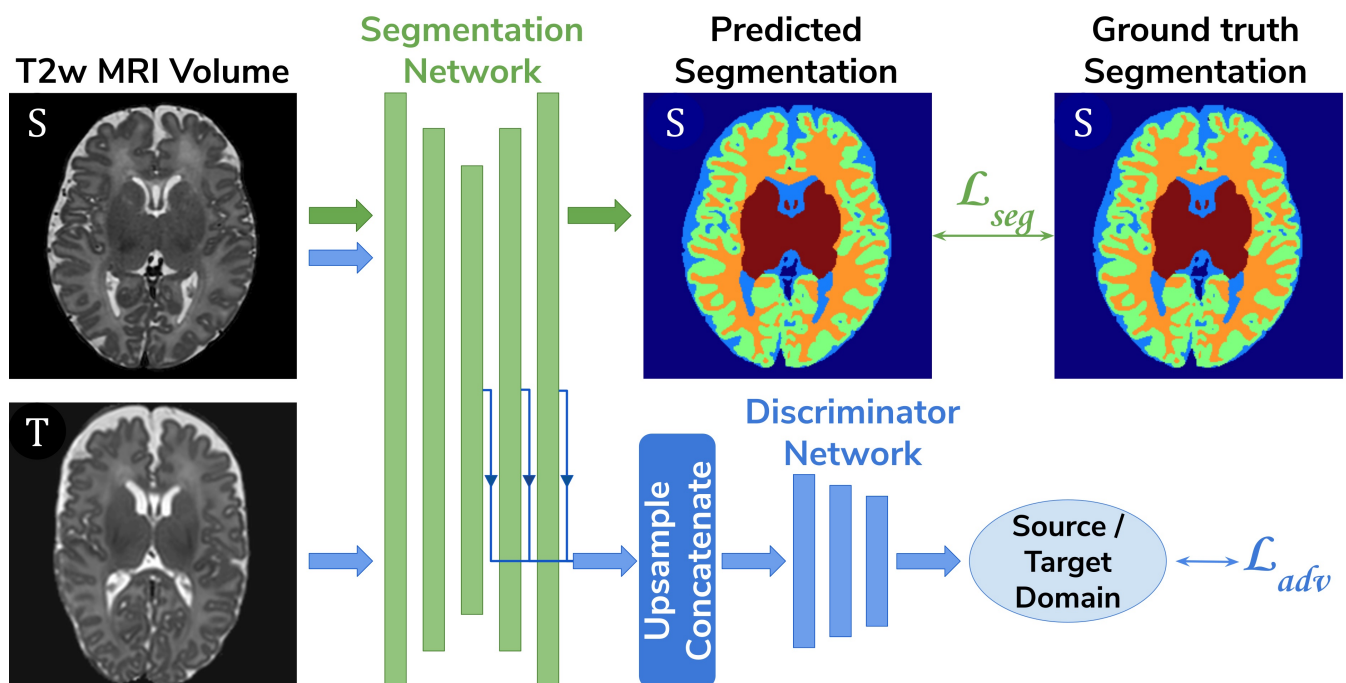 T2w MRI Volume
Segmentation
Network
Predicted
Segmentation
Ground truth
Segmentation
S
S
S
ℒseg
T
Upsample
Concatenate
Discriminator
Network
Source /
Target
Domain
ℒadv